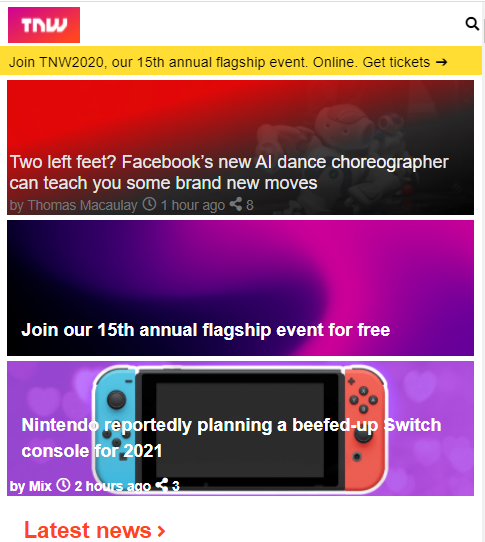 TNW
Join TNW2020, our 15th annual flagship event. Online. Get tickets ➔
Two left feet? Facebook's new AI dance choreographer
can teach you some brand new moves
by Thomas Macaulay 1 hour ago 8
Join our 15th annual flagship event for free
Nintendo reportedly planning a beefed-up Switch
console for 2021
by Mix 2 hours ago 3
Latest news ›